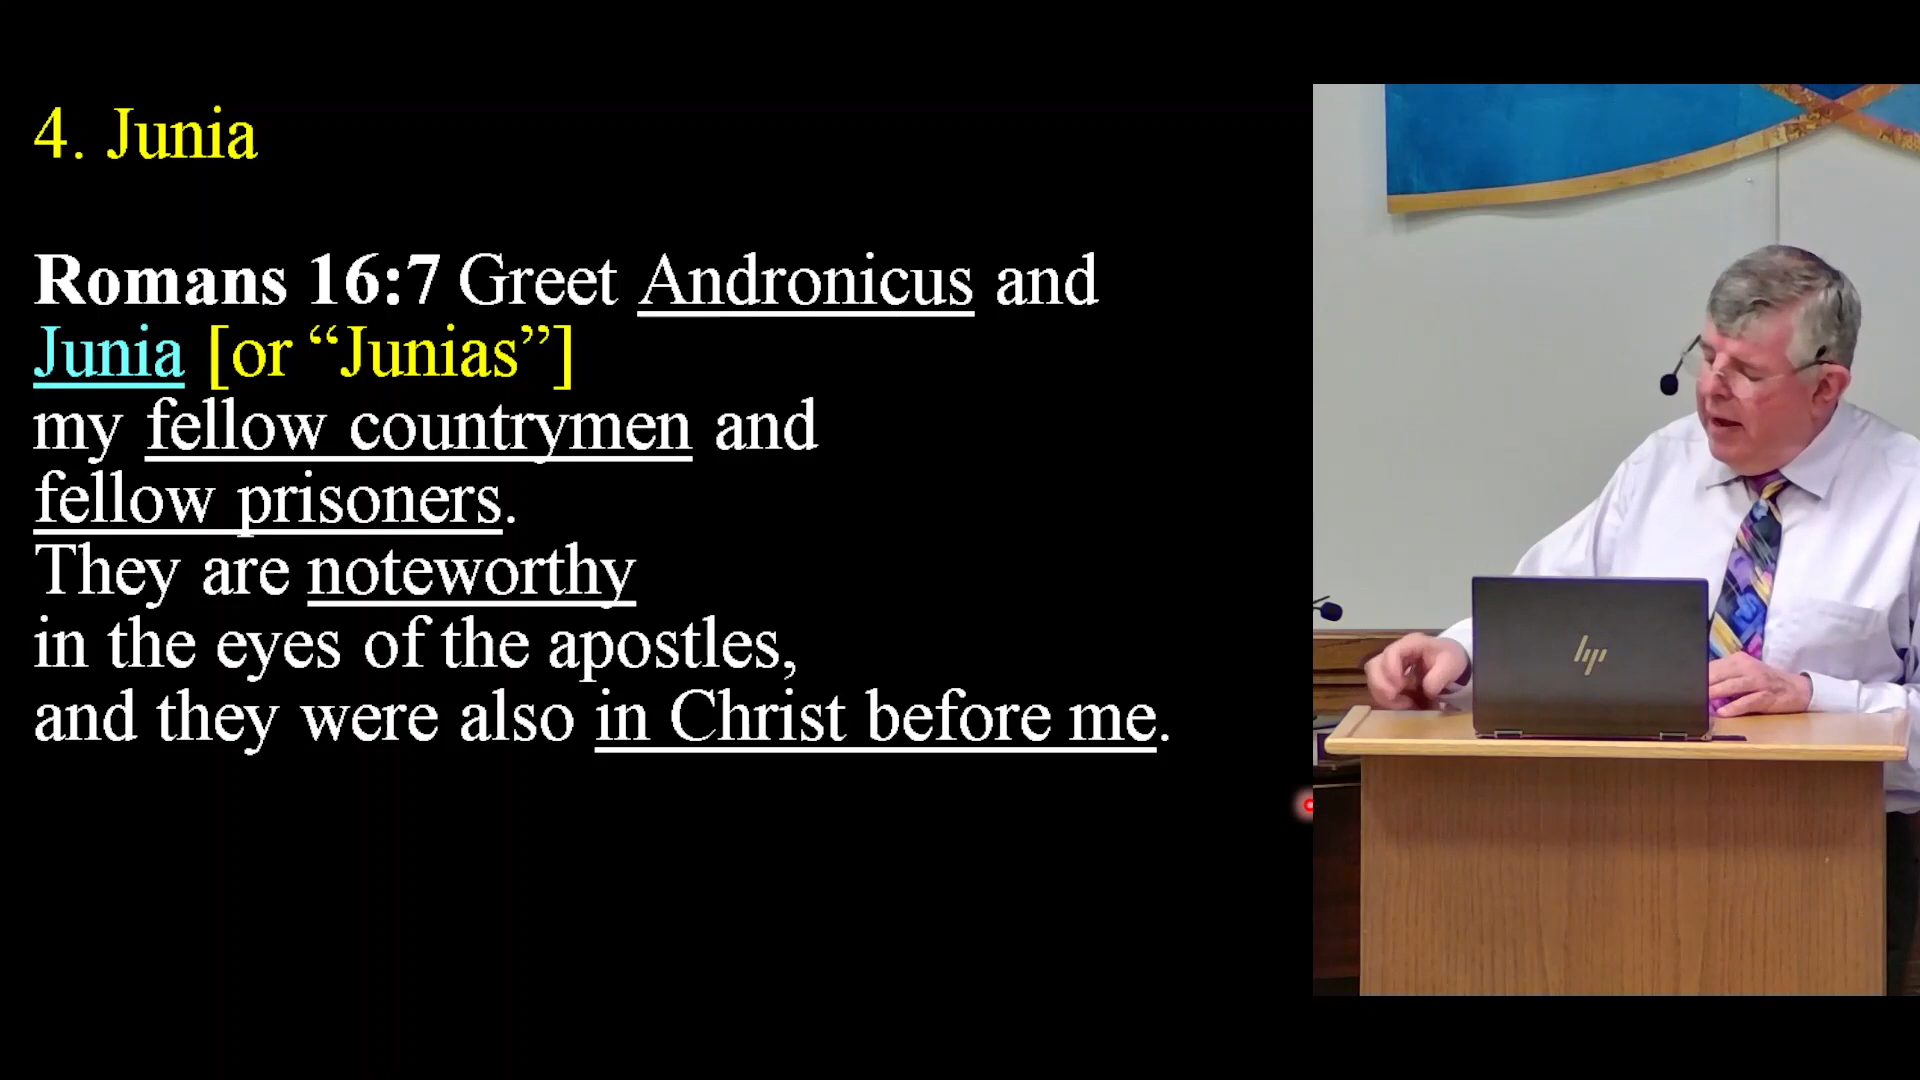 4. Junia
Romans 16:7 Greet Andronicus and
Junia [or “Junias”]
my fellow countrymen and
fellow prisoners.
They are noteworthy
in the eyes of the apostles,
and they were also in Christ before me.
hp